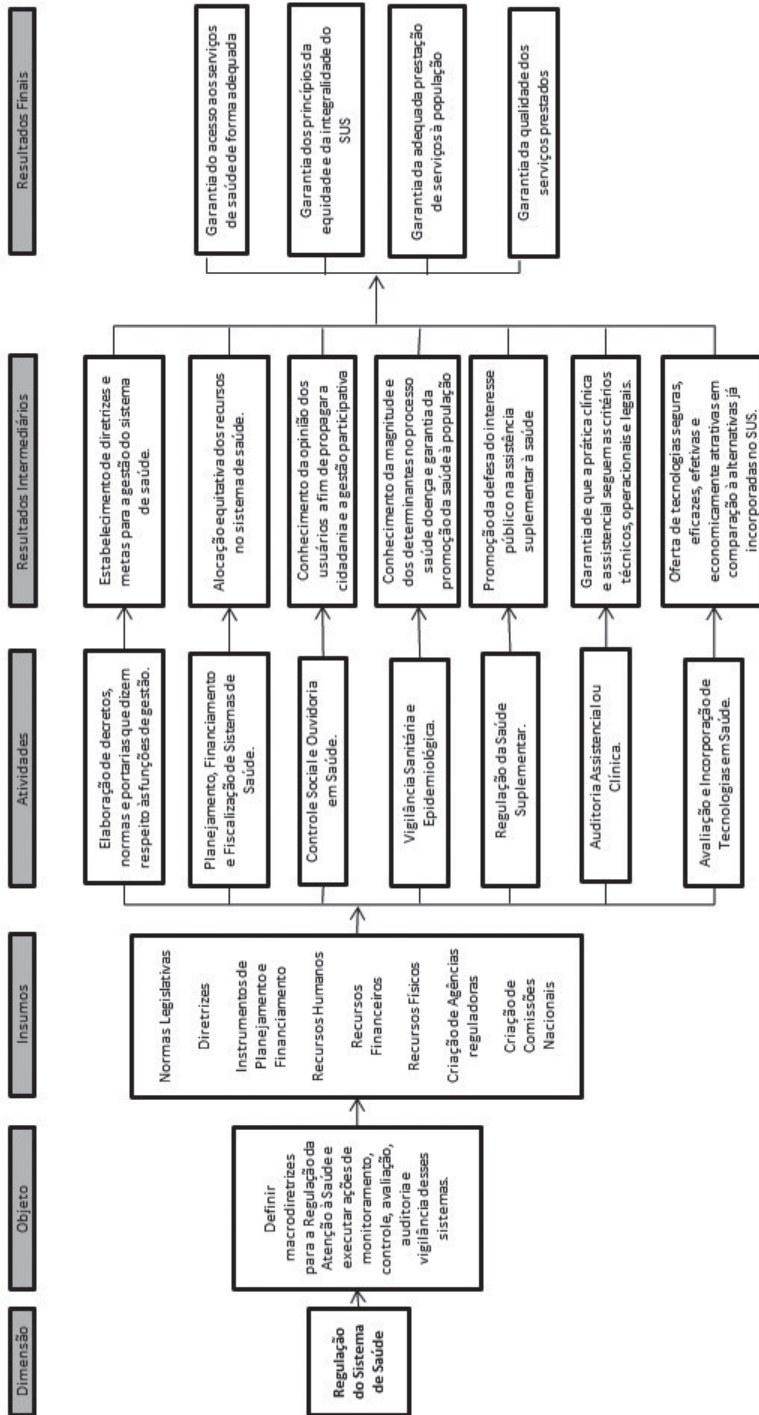 Dimensão
Objeto
Insumos
Atividades
Resultados Intermediários
Resultados Finais
Regulação
do Sistema
de Saúde
Definir
macrodiretrizes
para a Regulação da
Atenção à Saúde e
executar ações de
monitoramento,
controle, avaliação,
auditoria e
vigilância desses
sistemas.
Normas Legislativas
Diretrizes
Instrumentos de
Planejamento e
Financiamento
Recursos Humanos
Recursos
Financeiros
Recursos Físicos
Criação de Agências
reguladoras
Criação de
Comissões
Nacionais
Elaboração de decretos,
normas e portarias que dizem
respeito às funções de gestão.
Planejamento, Financiamento
e Fiscalização de Sistemas de
Saúde.
Controle Social e Ouvidoria
em Saúde.
Vigilância Sanitária e
Epidemiológica.
Regulação da Saúde
Suplementar.
Auditoria Assistencial ou
Clínica.
Avaliação e Incorporação de
Tecnologias em Saúde.
Estabelecimento de diretrizes e
metas para a gestão do sistema
de saúde.
Alocação equitativa dos recursos
no sistema de saúde.
Conhecimento da opinião dos
usuários a fim de propagar a
cidadania e a gestão participativa
Conhecimento da magnitude e
dos determinantes no processo
saúde doença e garantia da
promoção da saúde à população
Promoção da defesa do interesse
público na assistência
suplementar à saúde
Garantia de que a prática clínica
e assistencial seguem as critérios
técnicos, operacionais e legais.
Oferta de tecnologias seguras,
eficazes, efetivas e
economicamente atrativas em
comparação à alternativas já
incorporadas no SUS.
Garantia do acesso aos serviços
de saúde de forma adequada
Garantia dos princípios da
equidade e da integralidade do
SUS
Garantia da adequada prestação
de serviços à população
Garantia da qualidade dos
serviços prestados